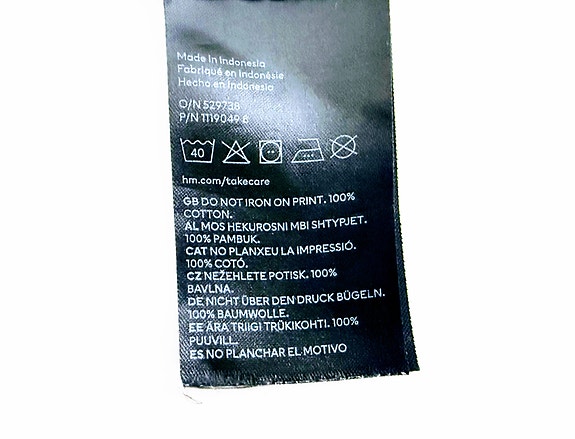 Made in Indonesia
Fabriqué en Indonésie
Hecho en Indonesia
O/N 529738
P/N 1119049 6
40
hm.com/takecare
GB DO NOT IRON ON PRINT. 100%
COTTON.
AL MOS HEKUROSNI MBI SHTYPJET.
100% PAMBUK.
CAT NO PLANXEU LA IMPRESSIÓ.
100% COTÓ.
CZ NEŽEHLETE POTISK. 100%
BAVLNA.
DE NICHT ÜBER DEN DRUCK BÜGELN.
100% BAUMWOLLE.
EE ÄRA TRIIGI TRÜKIKOHTI. 100%
PUUVILL.
ES NO PLANCHAR EL MOTIVO